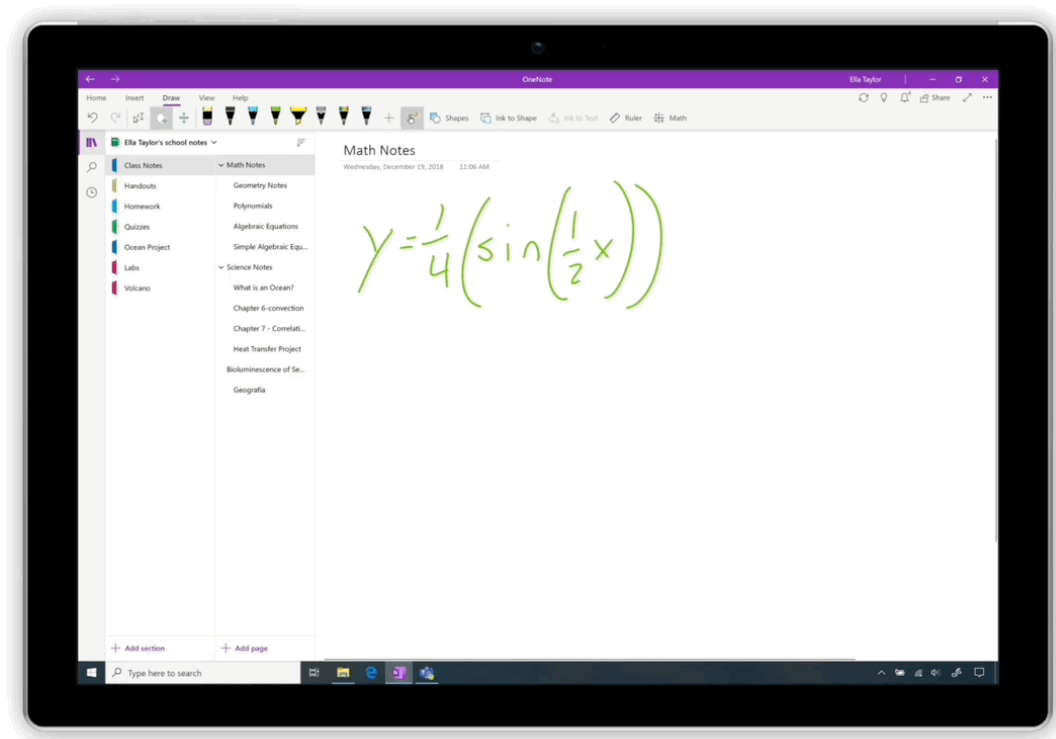 OneNote
Ella Taylor
Home Insert Draw View Help
Share
Shapes Ink to Shape Ink to Text Ruler Math
Ella Taylor's school notes
Class Notes
Handouts
Homework
Quizzes
Ocean Project
Labs
Volcano
Add section
Math Notes
Geometry Notes
Polynomials
Algebraic Equations
Simple Algebraic Equ...
Science Notes
What is an Ocean?
Chapter 6-convection
Chapter 7 - Correlati...
Heat Transfer Project
Bioluminescence of Se...
Geografia
Add page
Math Notes
Wednesday, December 19, 2018 11:06 AM
y=1/4(sin(1/2x))
Type here to search